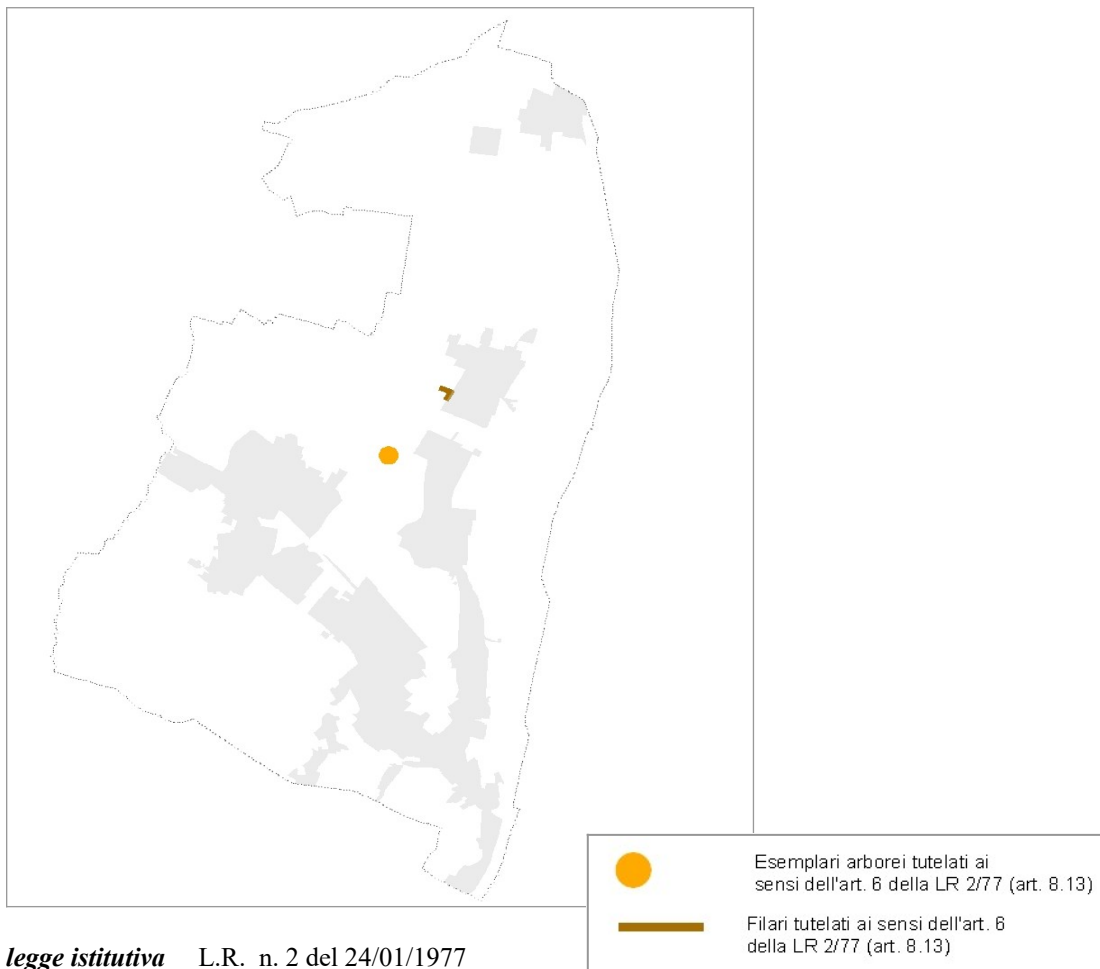 Esemplari arborei tutelati ai
sensi dell'art. 6 della LR 2/77 (art. 8.13)
Filari tutelati ai sensi dell'art. 6
della LR 2/77 (art. 8.13)
legge istitutiva L.R. n. 2 del 24/01/1977